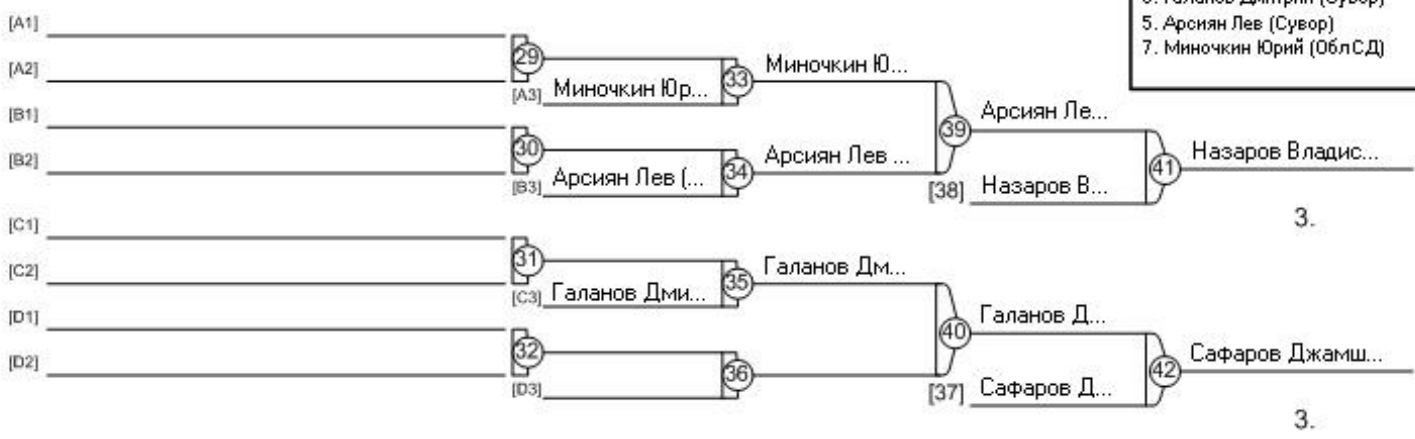 5. Арсиян Лев (Сувор)
7. Миночкин Юрий (ОблСД)
[A1]
[A2]
29
[A3] Миночкин Юр...
33
Миночкин Ю...
[B1]
[B2]
30
[B3] Арсиян Лев (...
34
Арсиян Лев ...
39
Арсиян Ле...
[38] Назаров В...
41
Назаров Владис...
3.
[C1]
[C2]
31
[C3] Галанов Дми...
35
Галанов Дм...
[D1]
[D2]
32
[D3]
36
40
Галанов Д...
[37] Сафаров Д...
42
Сафаров Джамш...
3.